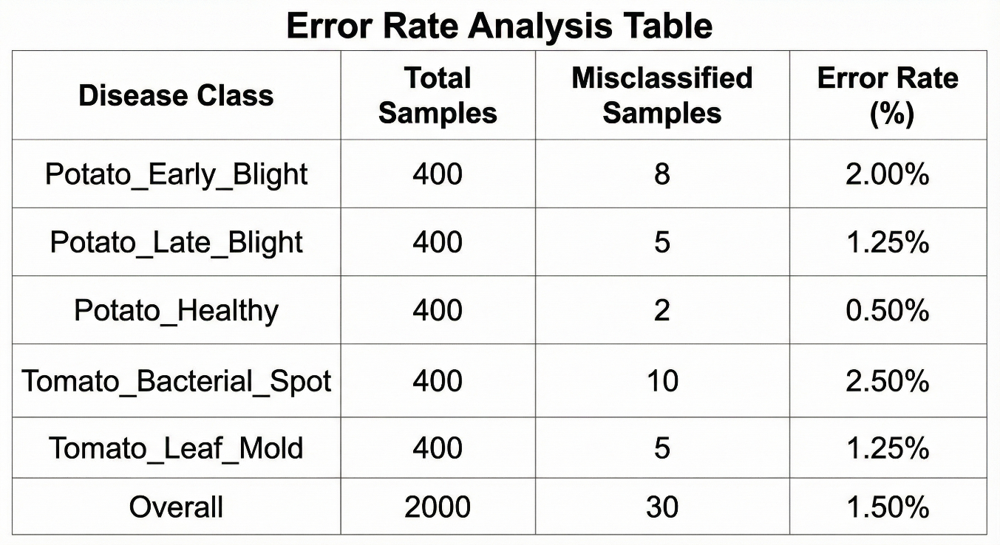 Error Rate Analysis Table
Disease Class Total Samples Misclassified Samples Error Rate (%)
Potato_Early_Blight 400 8 2.00%
Potato_Late_Blight 400 5 1.25%
Potato_Healthy 400 2 0.50%
Tomato_Bacterial_Spot 400 10 2.50%
Tomato_Leaf_Mold 400 5 1.25%
Overall 2000 30 1.50%